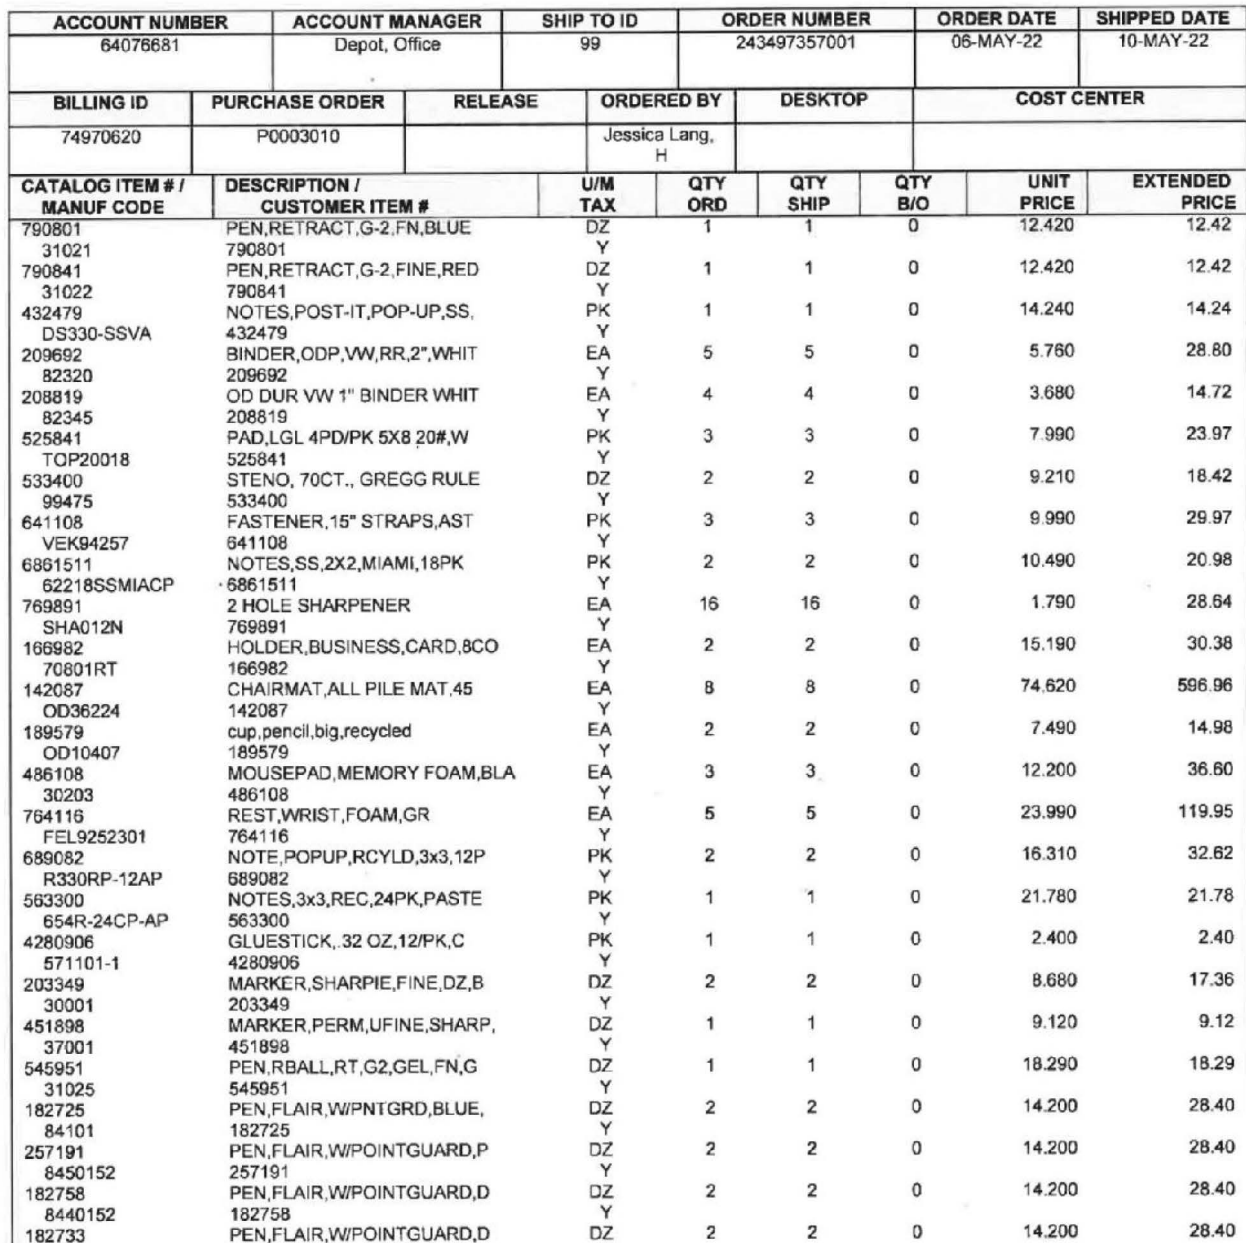 ACCOUNT NUMBER ACCOUNT MANAGER SHIP TO ID ORDER NUMBER ORDER DATE SHIPPED DATE
64076681 Depot, Office 99 243497357001 06-MAY-22 10-MAY-22
BILLING ID PURCHASE ORDER RELEASE ORDERED BY DESKTOP COST CENTER
74970620 P0003010 Jessica Lang,
H
CATALOG ITEM # / DESCRIPTION / U/M QTY QTY QTY UNIT EXTENDED
MANUF CODE CUSTOMER ITEM # TAX ORD SHIP B/O PRICE PRICE
790801 PEN,RETRACT,G-2,FN,BLUE DZ 1 1 0 12.420 12.42
31021 790801 Y
790841 PEN,RETRACT,G-2,FINE,RED DZ 1 1 0 12.420 12.42
31022 790841 Y
432479 NOTES,POST-IT,POP-UP,SS, PK 1 1 0 14.240 14.24
DS330-SSVA 432479 Y
209692 BINDER,ODP,VW,RR,2",WHIT EA 5 5 0 5.760 28.80
82320 209692 Y
208819 OD DUR VW 1" BINDER WHIT EA 4 4 0 3.680 14.72
82345 208819 Y
525841 PAD,LGL 4PD/PK 5X8 20#,W PK 3 3 0 7.990 23.97
TOP20018 525841 Y
533400 STENO, 70CT., GREGG RULE DZ 2 2 0 9.210 18.42
99475 533400 Y
641108 FASTENER,15" STRAPS,AST PK 3 3 0 9.990 29.97
VEK94257 641108 Y
6861511 NOTES,SS,2X2,MIAMI,18PK PK 2 2 0 10.490 20.98
62218SSMIACP 6861511 Y
769891 2 HOLE SHARPENER EA 16 16 0 1.790 28.64
SHA012N 769891 Y
166982 HOLDER,BUSINESS,CARD,8CO EA 2 2 0 15.190 30.38
70801RT 166982 Y
142087 CHAIRMAT,ALL PILE MAT,45 EA 8 8 0 74.620 596.96
OD36224 142087 Y
189579 cup,pencil,big,recycled EA 2 2 0 7.490 14.98
OD10407 189579 Y
486108 MOUSEPAD,MEMORY FOAM,BLA EA 3 3 0 12.200 36.60
30203 486108 Y
764116 REST,WRIST,FOAM,GR EA 5 5 0 23.990 119.95
FEL9252301 764116 Y
689082 NOTE,POPUP,RCYLD,3x3,12P PK 2 2 0 16.310 32.62
R330RP-12AP 689082 Y
563300 NOTES,3x3,REC,24PK,PASTE PK 1 1 0 21.780 21.78
654R-24CP-AP 563300 Y
4280906 GLUESTICK,.32 OZ,12/PK,C PK 1 1 0 2.400 2.40
571101-1 4280906 Y
203349 MARKER,SHARPIE,FINE,DZ,B DZ 2 2 0 8.680 17.36
30001 203349 Y
451898 MARKER,PERM,UFINE,SHARP, DZ 1 1 0 9.120 9.12
37001 451898 Y
545951 PEN,RBALL,RT,G2,GEL,FN,G DZ 1 1 0 18.290 18.29
31025 545951 Y
182725 PEN,FLAIR,W/PNTGRD,BLUE, DZ 2 2 0 14.200 28.40
84101 182725 Y
257191 PEN,FLAIR,W/POINTGUARD,P DZ 2 2 0 14.200 28.40
8450152 257191 Y
182758 PEN,FLAIR,W/POINTGUARD,D DZ 2 2 0 14.200 28.40
8440152 182758 Y
182733 PEN,FLAIR,W/POINTGUARD,D DZ 2 2 0 14.200 28.40